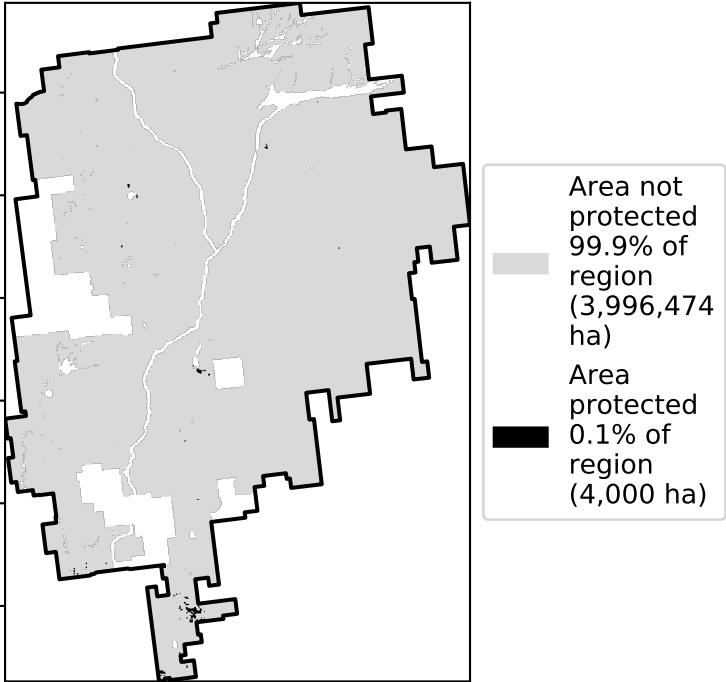 Area not
protected
99.9% of
region
(3,996,474
ha)
Area
protected
0.1% of
region
(4,000 ha)